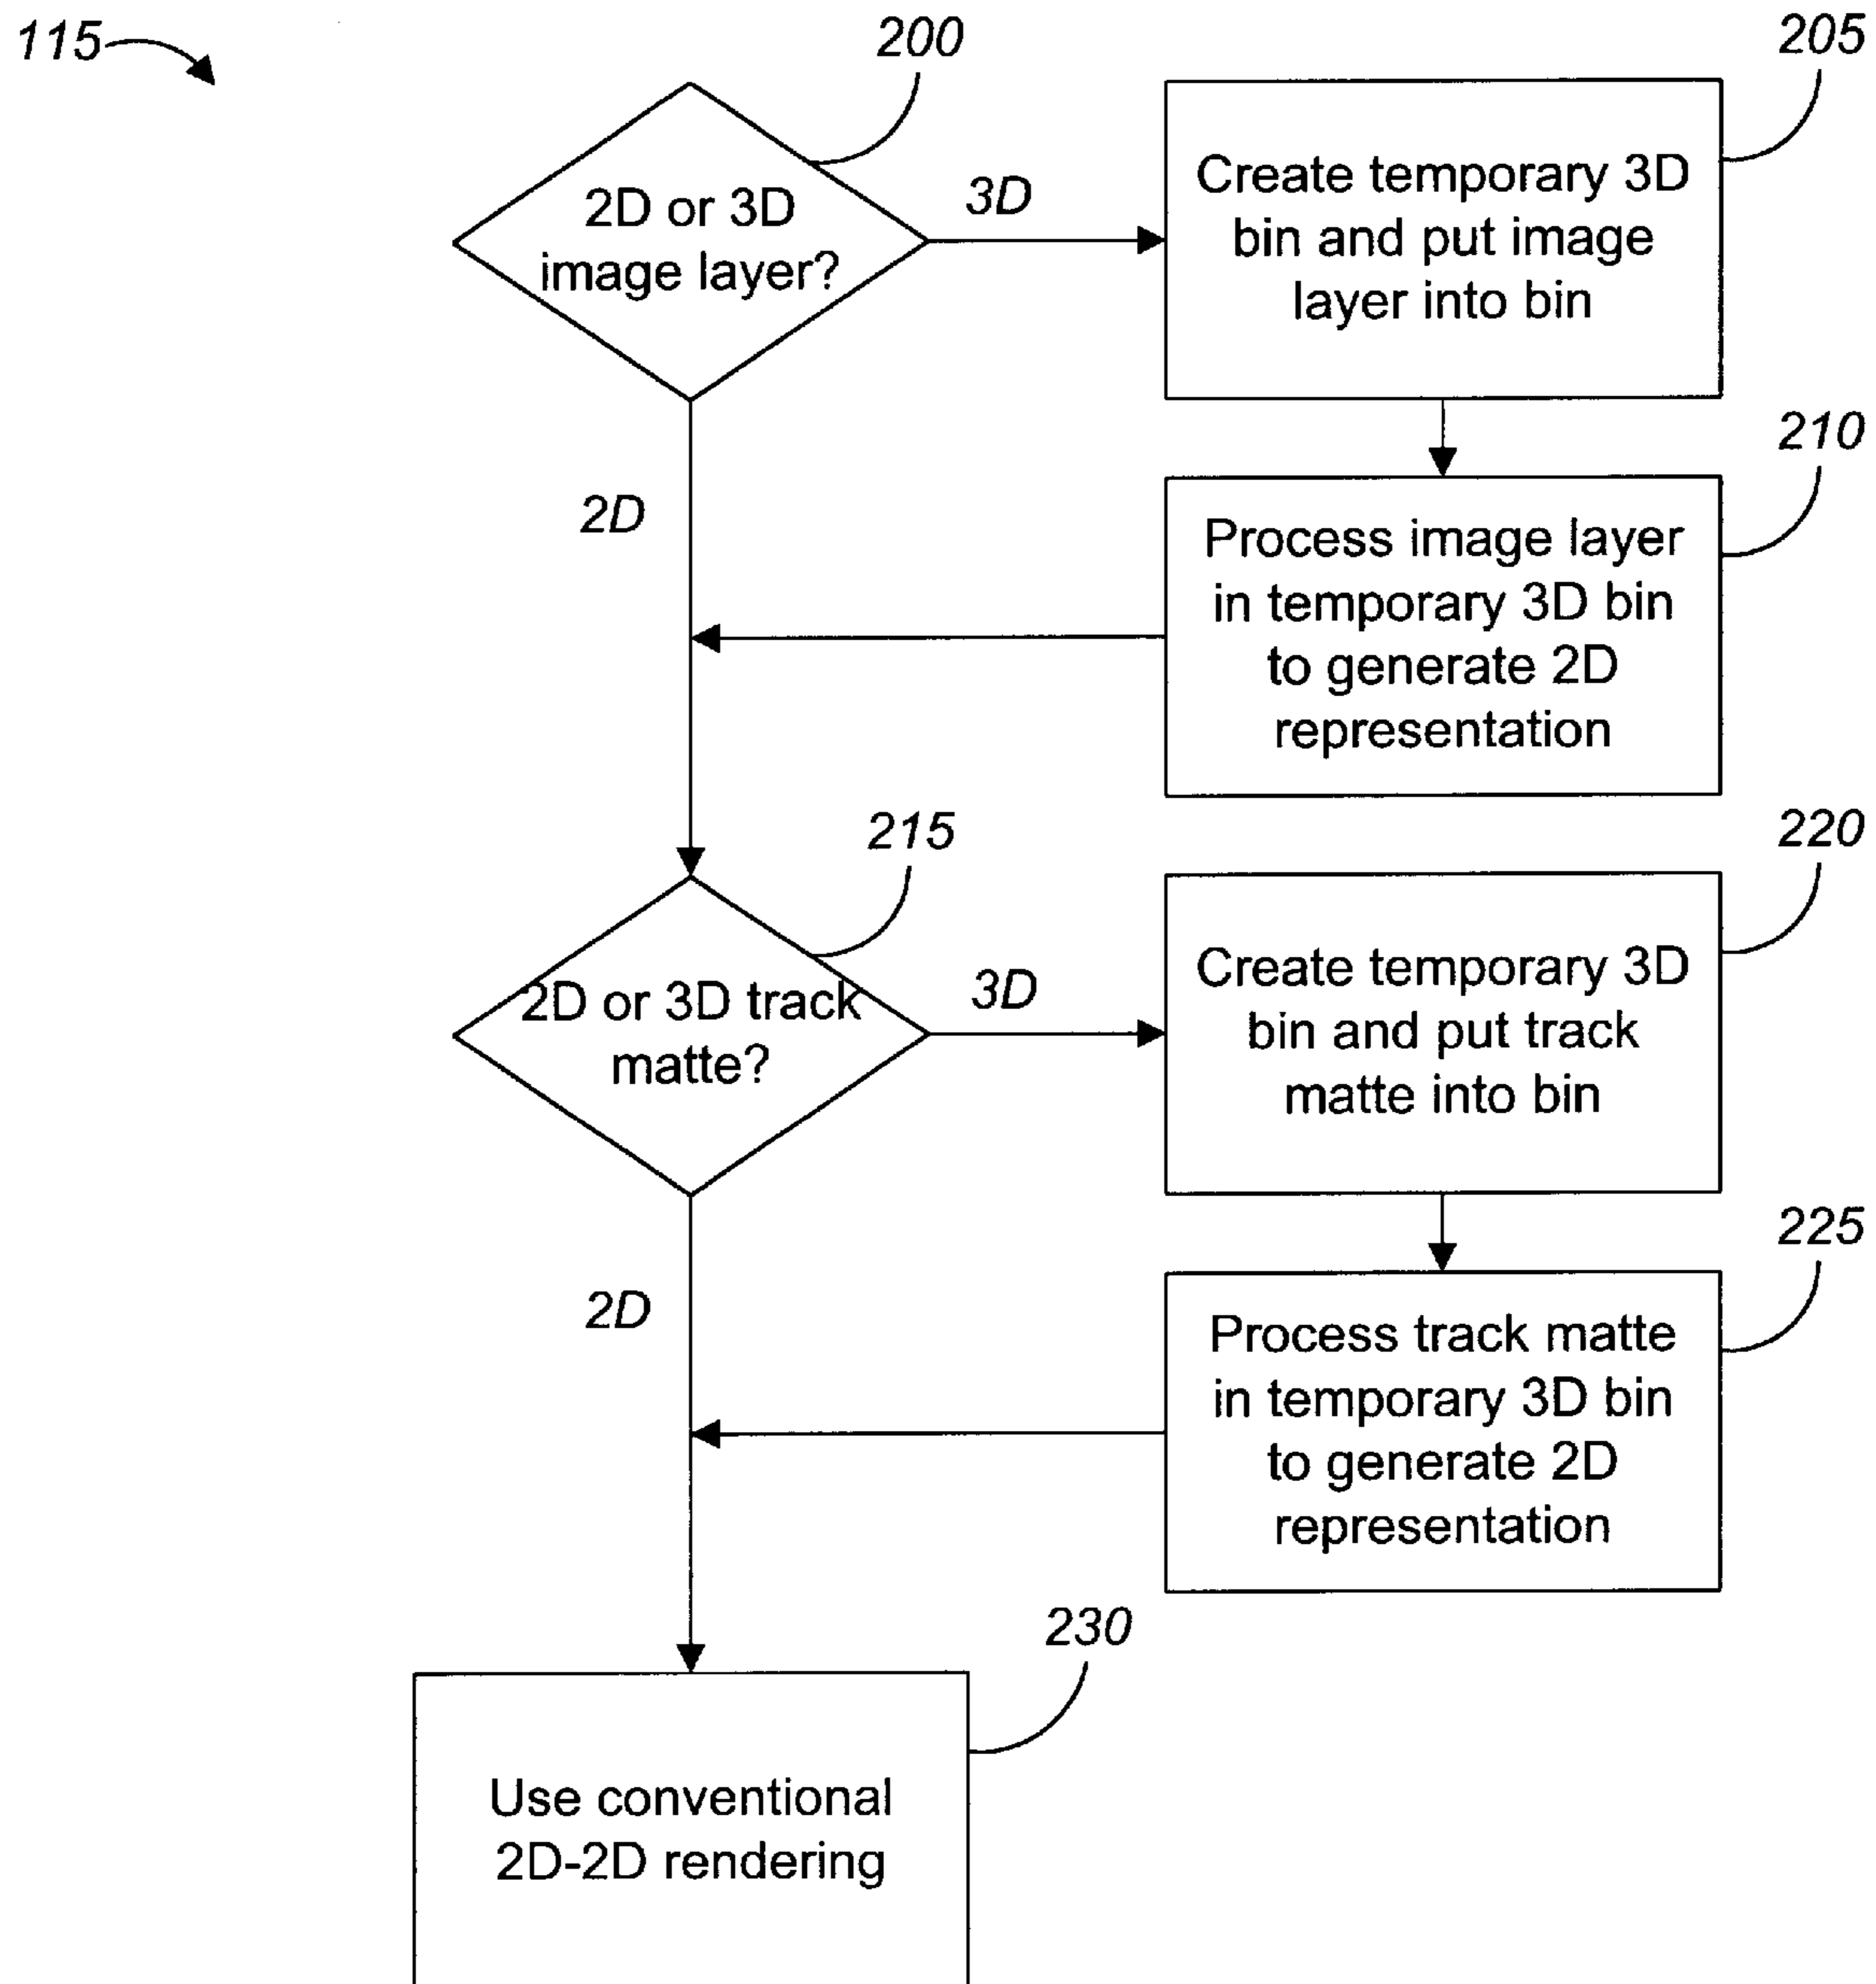 115
200
205
2D or 3D
image layer?
3D
Create temporary 3D
bin and put image
layer into bin
210
2D
Process image layer
in temporary 3D bin
to generate 2D
representation
215
220
2D or 3D track
matte?
3D
Create temporary 3D
bin and put track
matte into bin
225
2D
Process track matte
in temporary 3D bin
to generate 2D
representation
230
Use conventional
2D-2D rendering